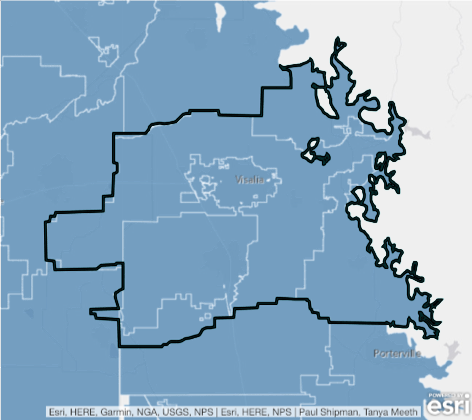 Visalia
Porterville
POWERED BY
esri
Esri, HERE, Garmin, NGA, USGS, NPS | Esri, HERE, NPS | Paul Shipman, Tanya Meeth